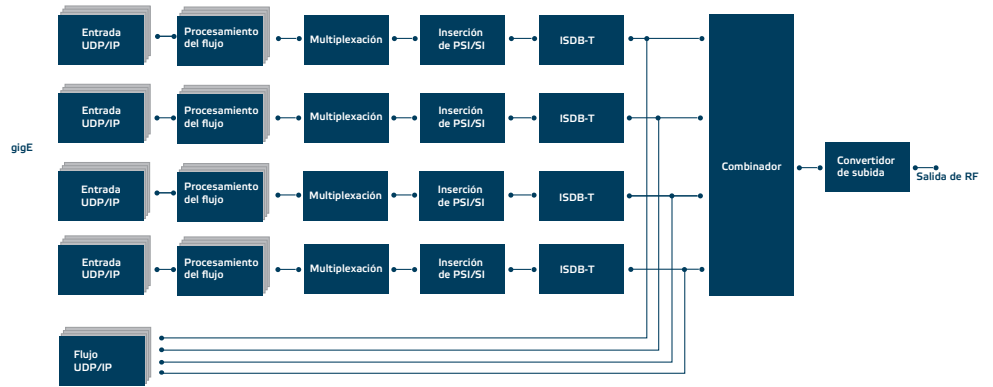 Entrada
UDP/IP
Procesamiento
del flujo
Multiplexación
Inserción
de PSI/SI
ISDB-T
Entrada
UDP/IP
Procesamiento
del flujo
Multiplexación
Inserción
de PSI/SI
ISDB-T
gigE
Entrada
UDP/IP
Procesamiento
del flujo
Multiplexación
Inserción
de PSI/SI
ISDB-T
Entrada
UDP/IP
Procesamiento
del flujo
Multiplexación
Inserción
de PSI/SI
ISDB-T
Combinador
Convertidor
de subida
Salida de RF
Flujo
UDP/IP